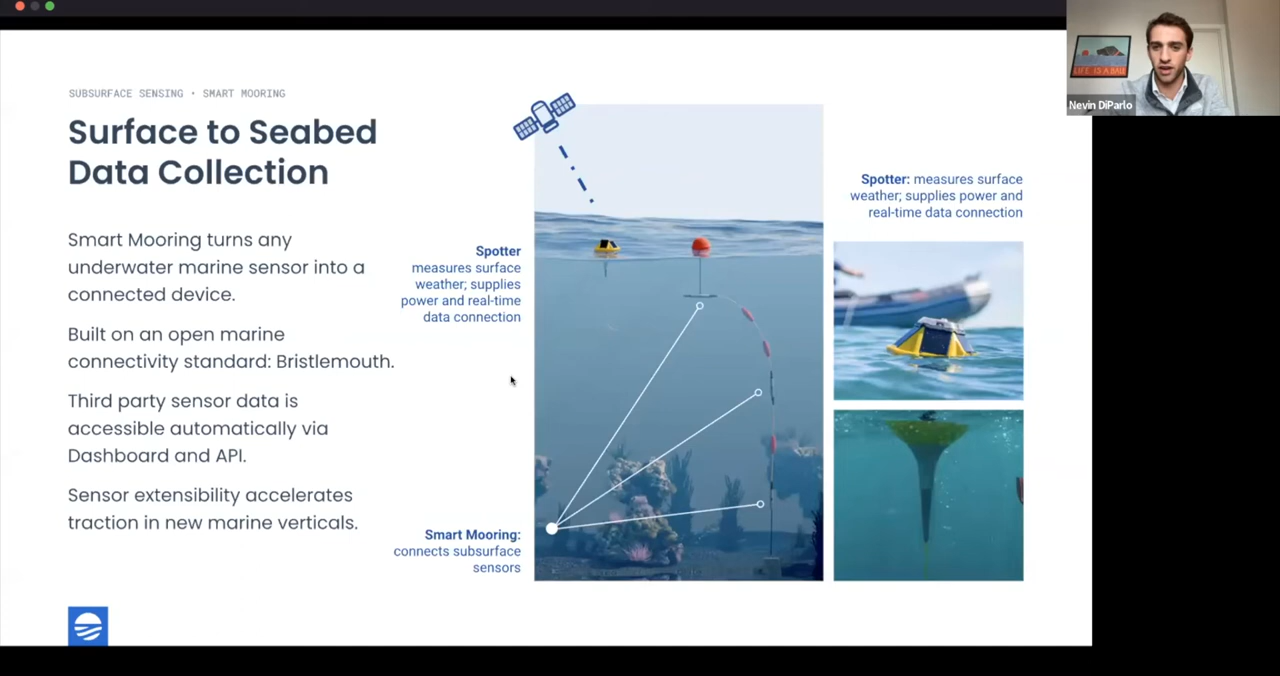 SUBSURFACE SENSING • SMART MOORING
Surface to Seabed
Data Collection
Smart Mooring turns any
underwater marine sensor into a
connected device.
Built on an open marine
connectivity standard: Bristlemouth.
Third party sensor data is
accessible automatically via
Dashboard and API.
Sensor extensibility accelerates
traction in new marine verticals.
Spotter
measures surface
weather; supplies
power and real-time
data connection
Smart Mooring:
connects subsurface
sensors
Spotter: measures surface
weather; supplies power and
real-time data connection
LIFE IS A
Nevin DiParlo